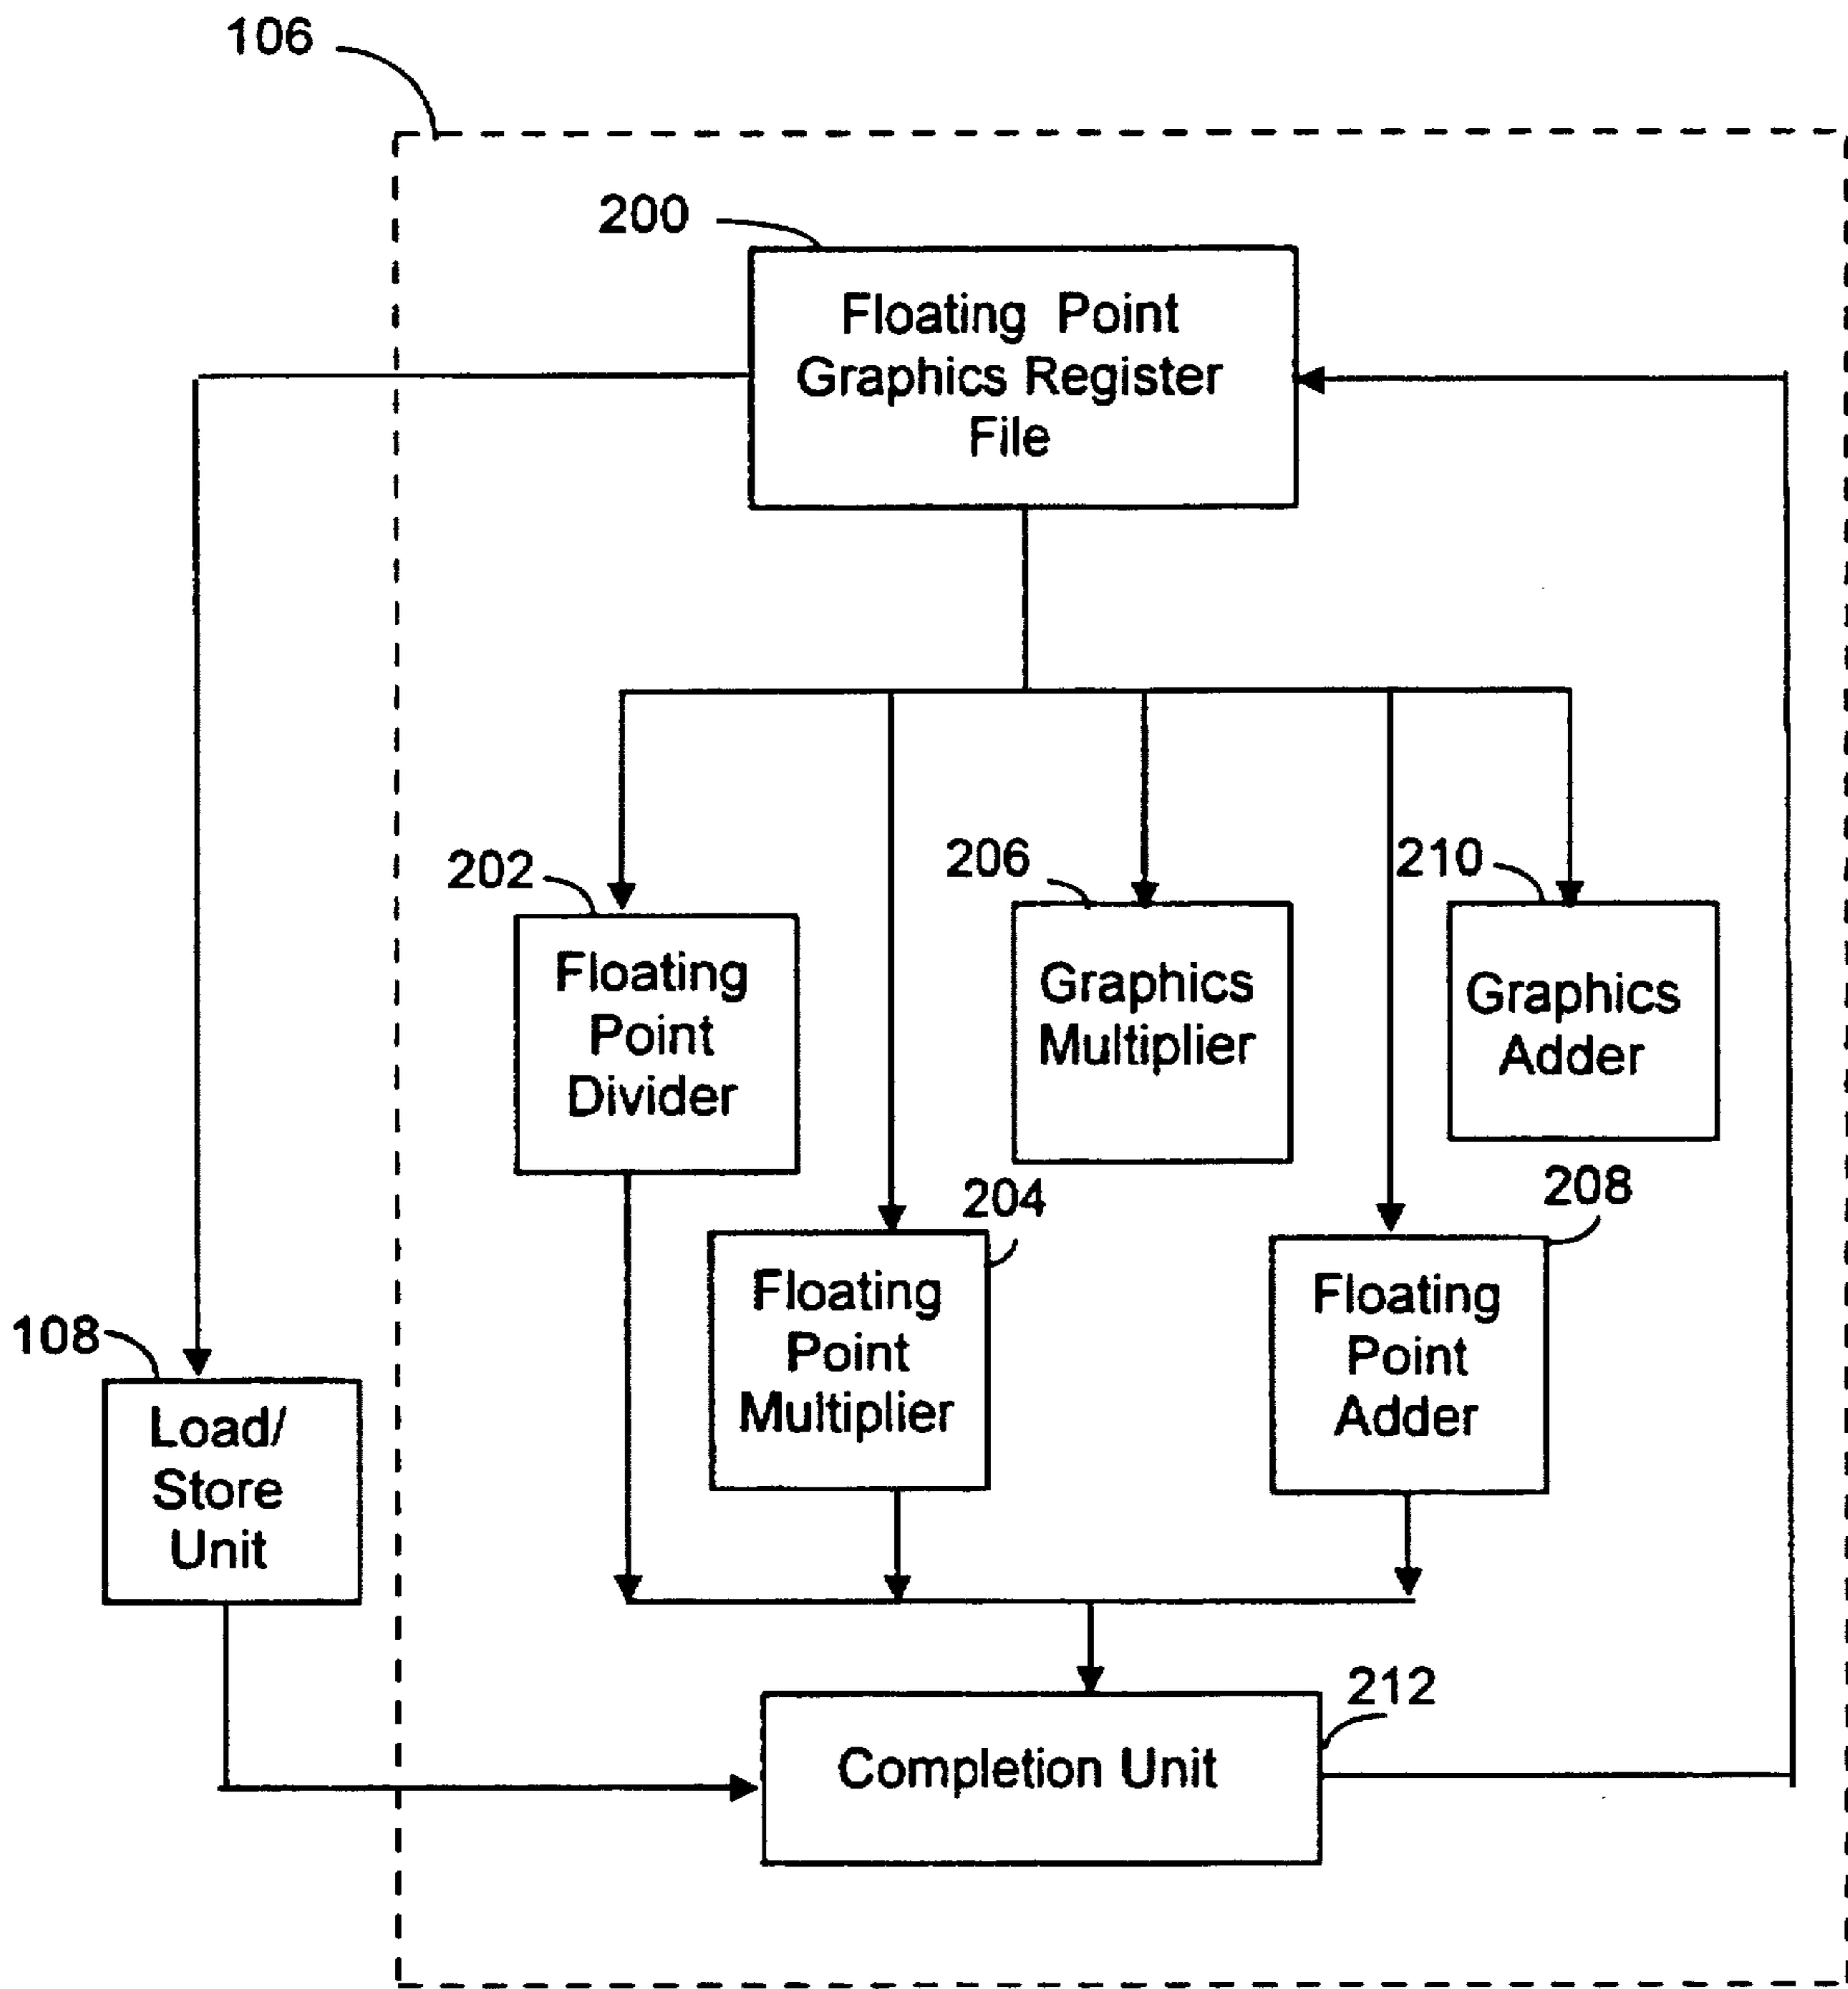 106
200
Floating Point
Graphics Register
File
202
206
210
Floating
Point
Divider
Graphics
Multiplier
Graphics
Adder
204
208
Floating
Point
Multiplier
Floating
Point
Adder
108
Load/
Store
Unit
212
Completion Unit